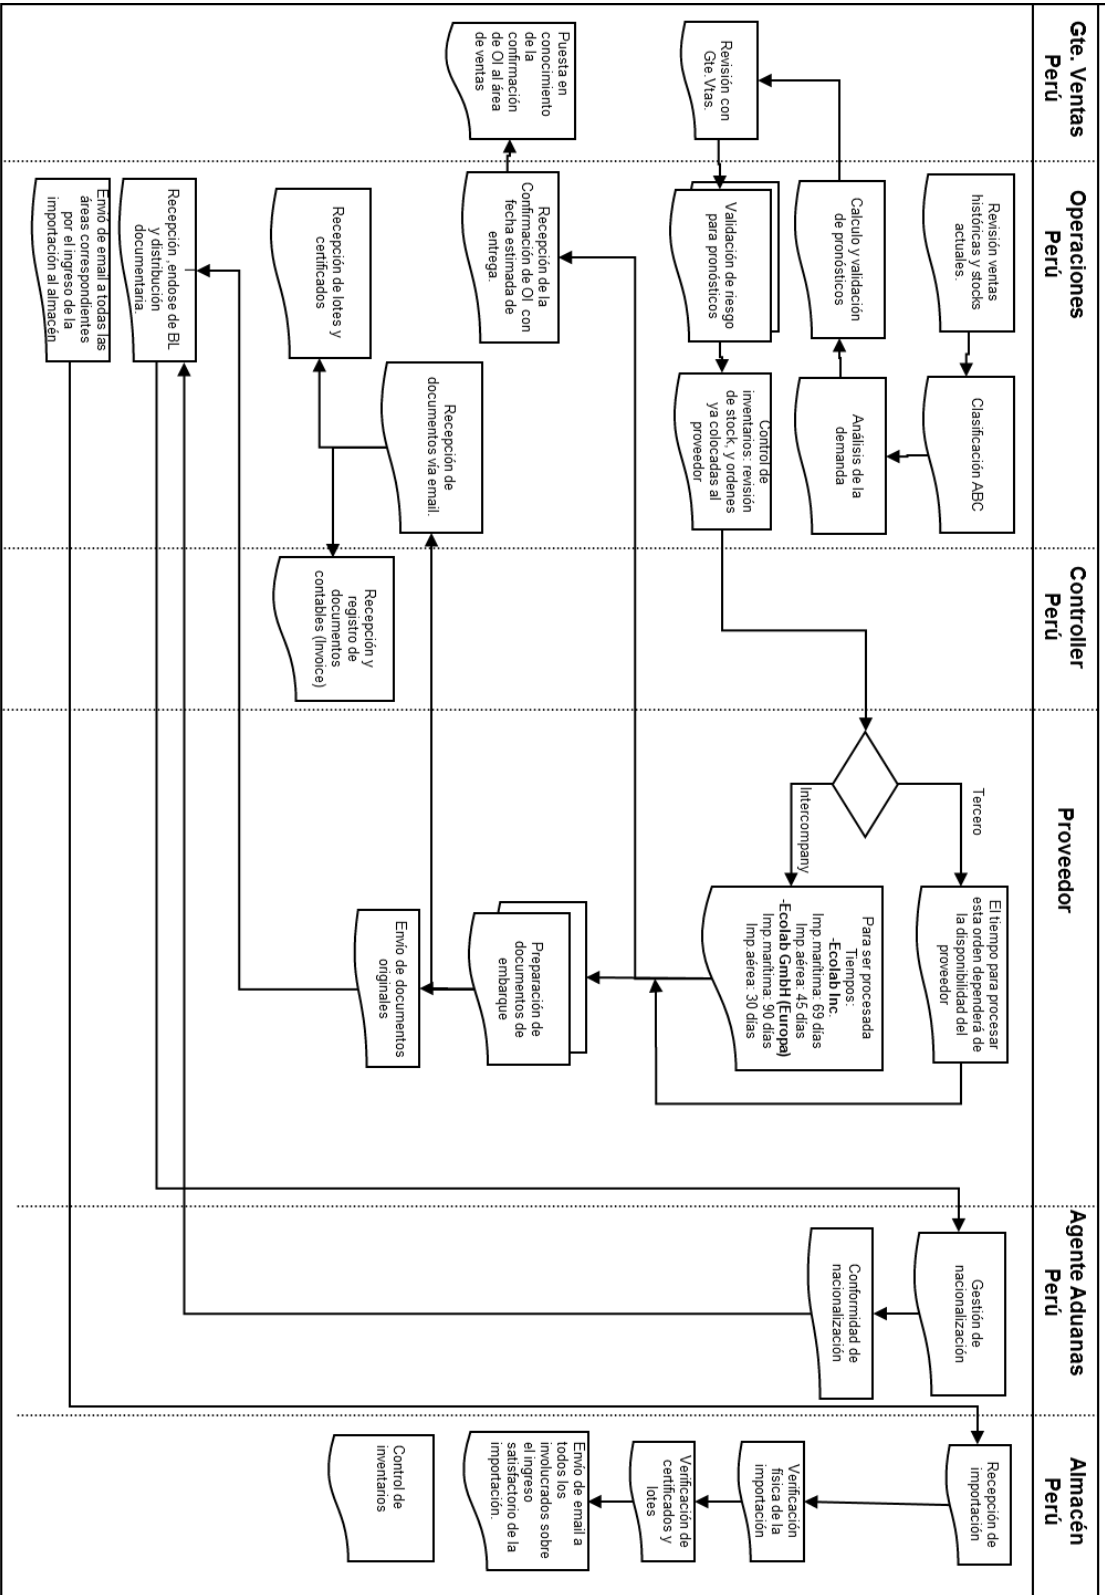 Gte. Ventas
Perú
Operaciones
Perú
Controller
Perú
Proveedor
Agente Aduanas
Perú
Almacén
Perú
Revisión con
Gte.Vtas.
Puesta en
conocimiento
de la
confirmación
de OI al área
de ventas
Revisión ventas
históricas y stocks
actuales.
Clasificación ABC
Calculo y validación
de pronósticos
Análisis de la
demanda
Validación de riesgo
para pronósticos
Control de
inventarios: revisión
de stock, y ordenes
ya colocadas al
proveedor
Recepción de la
Confirmación de OI con
fecha estimada de
entrega.
Recepción de
documentos vía email.
Recepción de lotes y
certificados
Recepción ,endose de BL
y distribución
documentaria.
Envió de email a todas las
áreas correspondientes
por el ingreso de la
importación al almacén
Recepción y
registro de
documentos
contables (Invoice)
Tercero
Intercompany
El tiempo para procesar
esta orden dependerá de
la disponibilidad del
proveedor
Para ser procesada
Tiempos:
-Ecolab Inc.
Imp.marítima: 69 días
Imp.aérea: 45 días
-Ecolab GmbH (Europa)
Imp.marítima: 90 días
Imp.aérea: 30 días
Preparación de
documentos de
embarque
Envío de documentos
originales
Gestión de
nacionalización
Conformidad de
nacionalización
Recepción de
importación
Verificación
física de la
importación
Verificación de
certificados y
lotes
Envío de email a
todos los
involucrados sobre
el ingreso
satisfactorio de la
importación.
Control de
inventarios